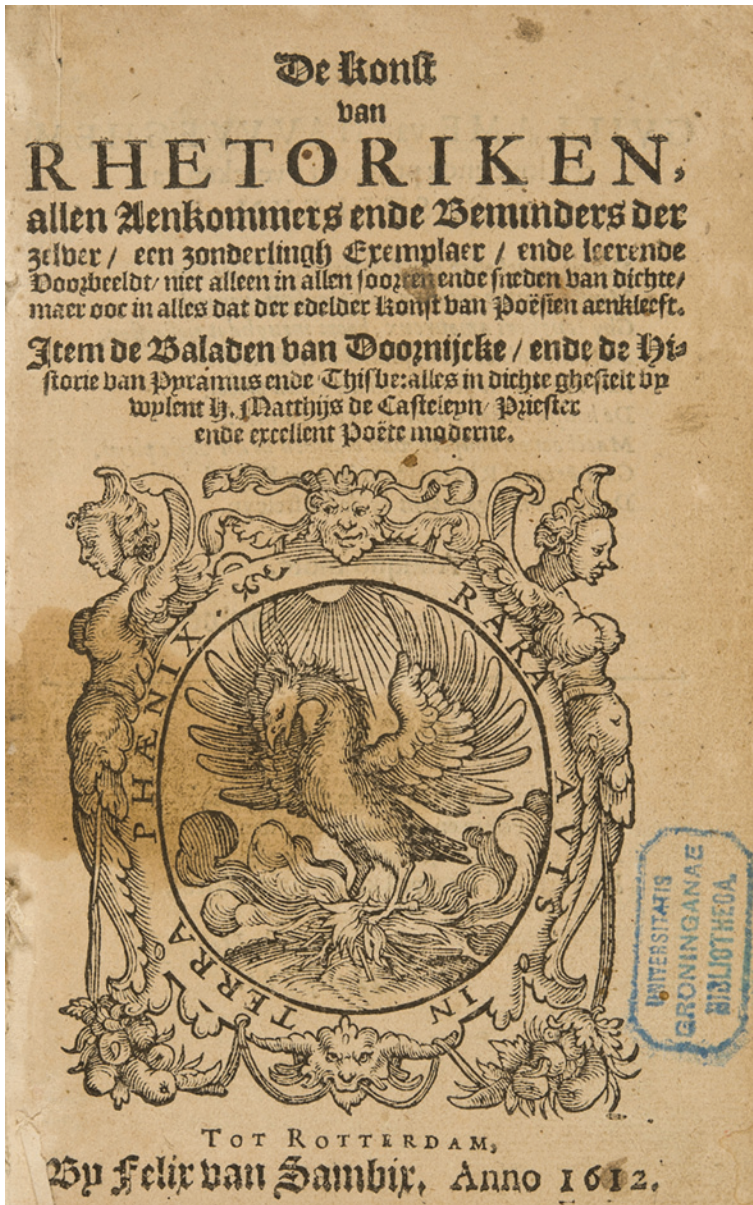 De Konst
van
RHETORIKEN,
allen Aenkommers ende Beminders der
zelver / een zonderlingh Exemplaer / ende leerende
Voorbeeldt / niet alleen in allen soorten ende sneden van dichte /
maer ooc in alles dat der edelder Konst van Poësien aenkleeft.
Item de Baladen van Doornijcke / ende de Hi-
storie van Pyramus ende Thisbe: alles in dichte ghestelt by
wylent H. Matthijs de Casteleyn / Priester
ende excellent Poëte moderne.
PHÆNIX. RARA AVIS IN TERRA
UNIVERSITATIS
GRONINGANAE
BIBLIOTHECA.
TOT ROTTERDAM,
By Felix van Sambix, Anno 1612.